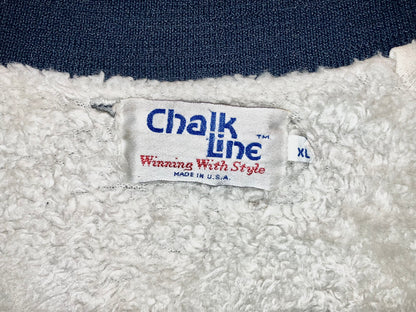 Chalk
Line™
Winning With Style
MADE IN U.S.A.
XL